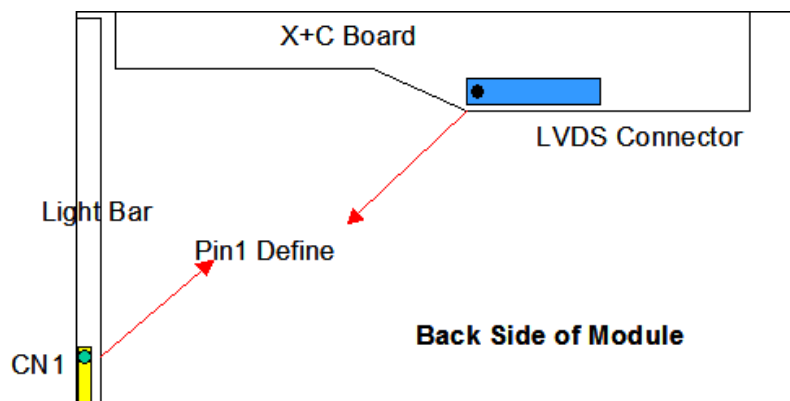 X+C Board
LVDS Connector
Light Bar
Pin1 Define
Back Side of Module
CN1